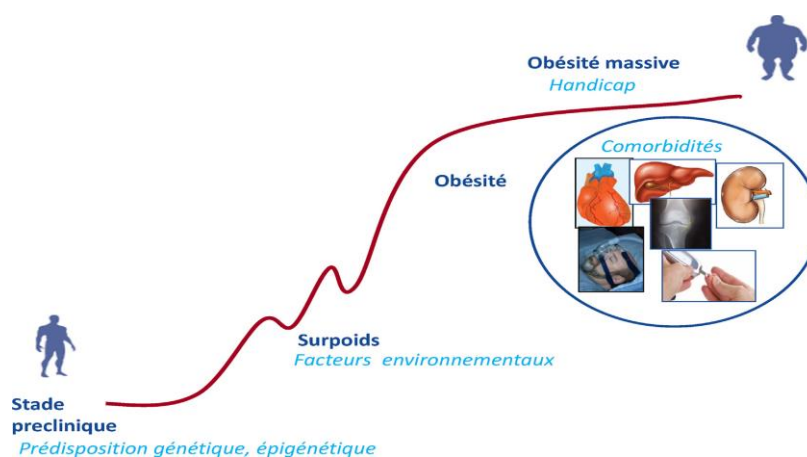 Obésité massive
Handicap
Comorbidités
Obésité
Surpoids
Facteurs environnementaux
Stade
preclinique
Prédisposition génétique, épigénétique